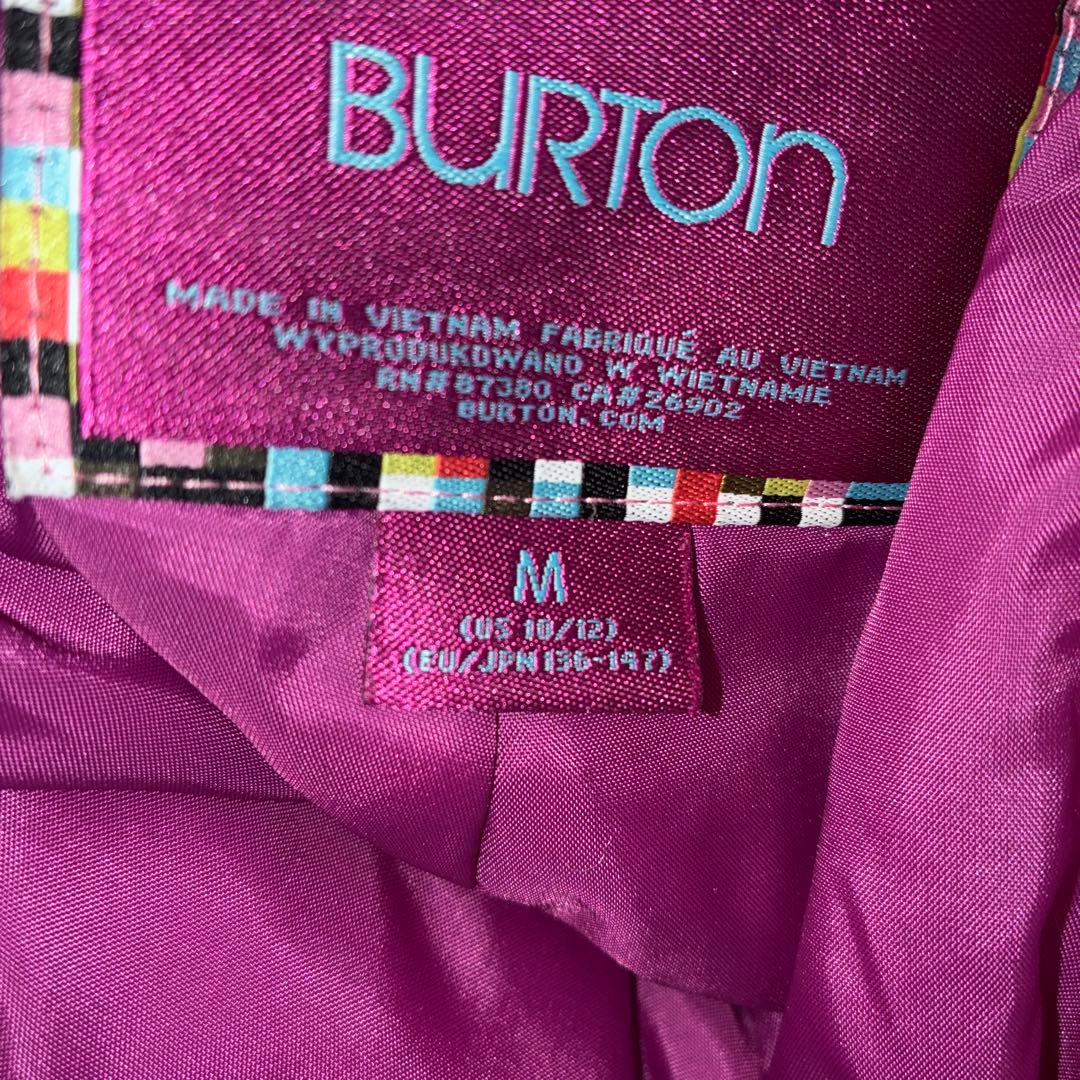 BURTON
MADE IN VIETNAM FABRIQUÉ AU VIETNAM
WYPRODUKOWANO W WIETNAMIE
RN#87380 CA#26902
BURTON.COM
M
(US 10/12)
(EU/JPN 136-147)